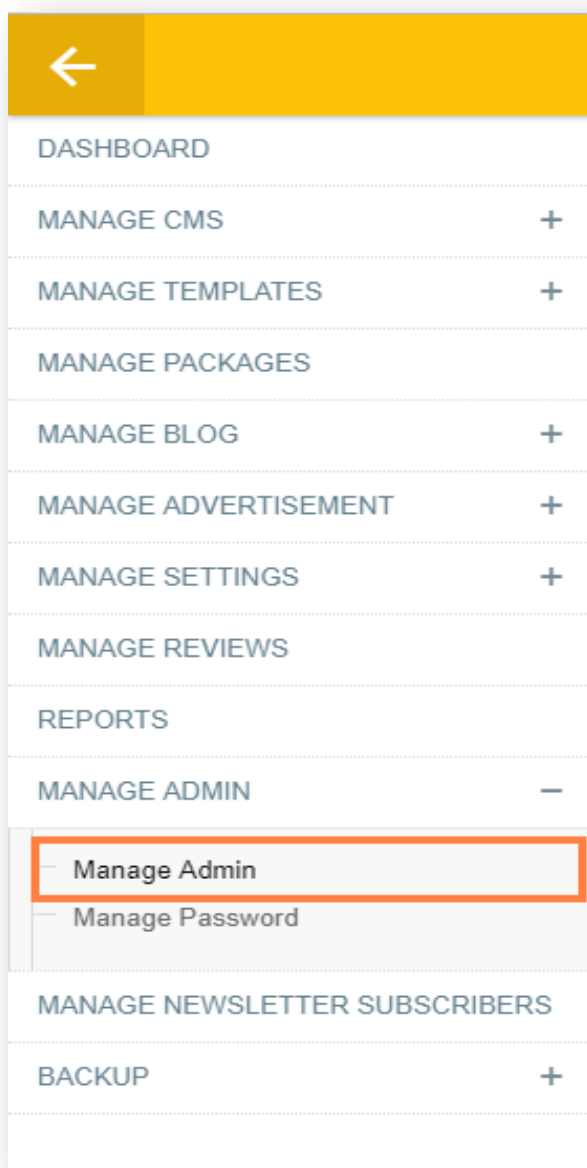 DASHBOARD
MANAGE CMS +
MANAGE TEMPLATES +
MANAGE PACKAGES
MANAGE BLOG +
MANAGE ADVERTISEMENT +
MANAGE SETTINGS +
MANAGE REVIEWS
REPORTS
MANAGE ADMIN −
Manage Admin
Manage Password
MANAGE NEWSLETTER SUBSCRIBERS
BACKUP +